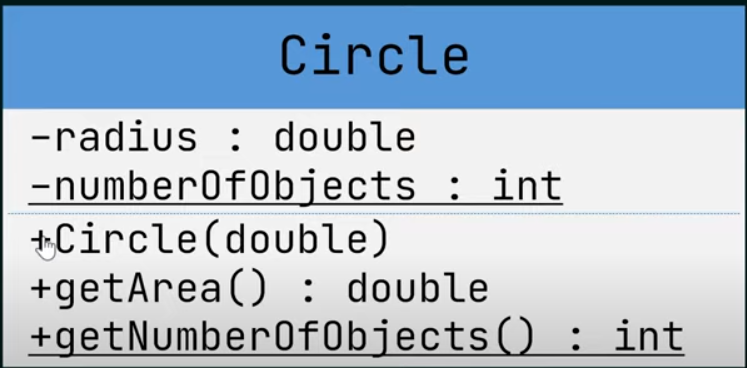 Circle
-radius : double
-numberOfObjects : int
+Circle(double)
+getArea() : double
+getNumberOfObjects() : int